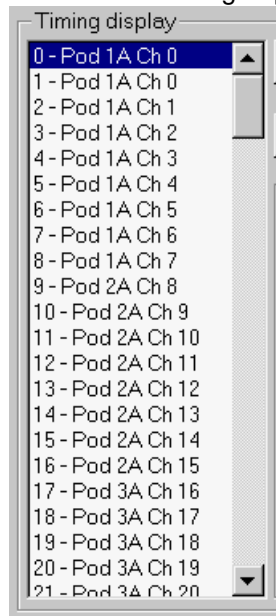 Timing display
0 - Pod 1A Ch 0
1 - Pod 1A Ch 0
2 - Pod 1A Ch 1
3 - Pod 1A Ch 2
4 - Pod 1A Ch 3
5 - Pod 1A Ch 4
6 - Pod 1A Ch 5
7 - Pod 1A Ch 6
8 - Pod 1A Ch 7
9 - Pod 2A Ch 8
10 - Pod 2A Ch 9
11 - Pod 2A Ch 10
12 - Pod 2A Ch 11
13 - Pod 2A Ch 12
14 - Pod 2A Ch 13
15 - Pod 2A Ch 14
16 - Pod 2A Ch 15
17 - Pod 3A Ch 16
18 - Pod 3A Ch 17
19 - Pod 3A Ch 18
20 - Pod 3A Ch 19
21 - Pod 3A Ch 20